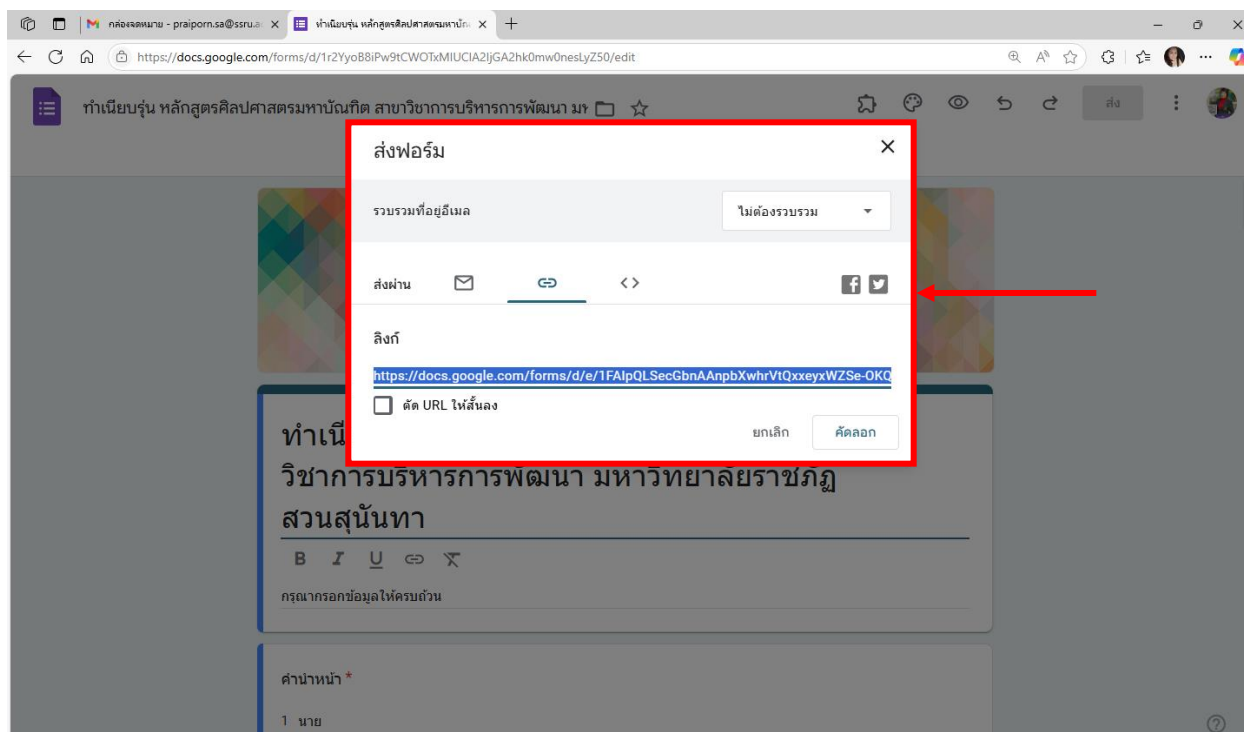 กล่องจดหมาย - praiporn.sa@ssru.a
ทำเนียบรุ่น หลักสูตรศิลปศาสตรมหาบัณ
https://docs.google.com/forms/d/1r2YyoB8iPw9tCWOTxMIUCIA2IjGA2hk0mw0nesLyZ50/edit
ทำเนียบรุ่น หลักสูตรศิลปศาสตรมหาบัณฑิต สาขาวิชาการบริหารการพัฒนา มห
ส่ง
ส่งฟอร์ม
รวบรวมที่อยู่อีเมล
ไม่ต้องรวบรวม
ส่งผ่าน
ลิงก์
https://docs.google.com/forms/d/e/1FAIpQLSecGbnAAnpbXwhrVtQxxeyxWZSe-OKQ
ตัด URL ให้สั้นลง
ยกเลิก
คัดลอก
ทำเนี
วิชาการบริหารการพัฒนา มหาวิทยาลัยราชภัฏ
สวนสุนันทา
B I U
กรุณากรอกข้อมูลให้ครบถ้วน
คำนำหน้า *
1 นาย